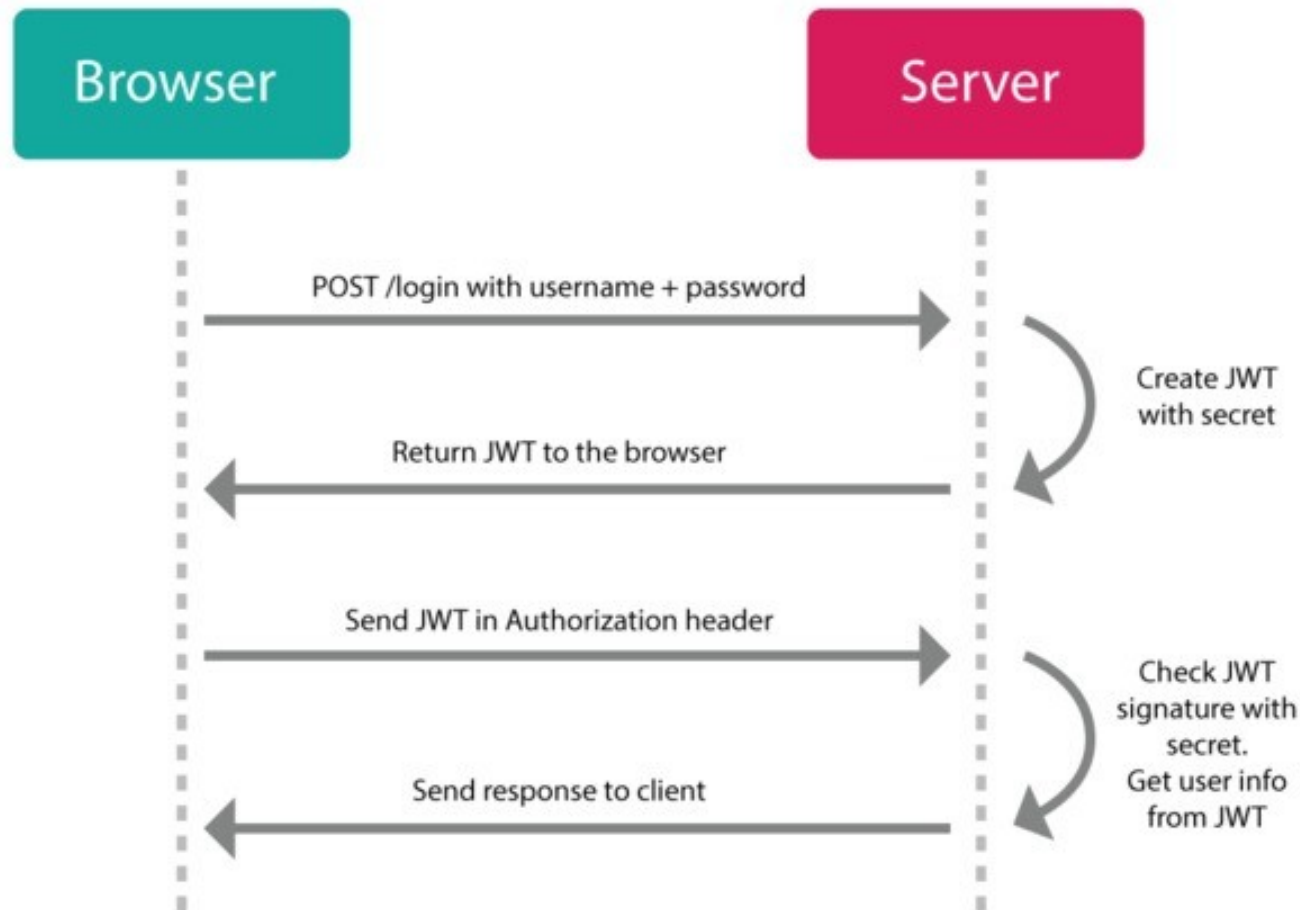 Browser
Server
POST /login with username + password
Create JWT
with secret
Return JWT to the browser
Send JWT in Authorization header
Check JWT
signature with
secret.
Get user info
from JWT
Send response to client